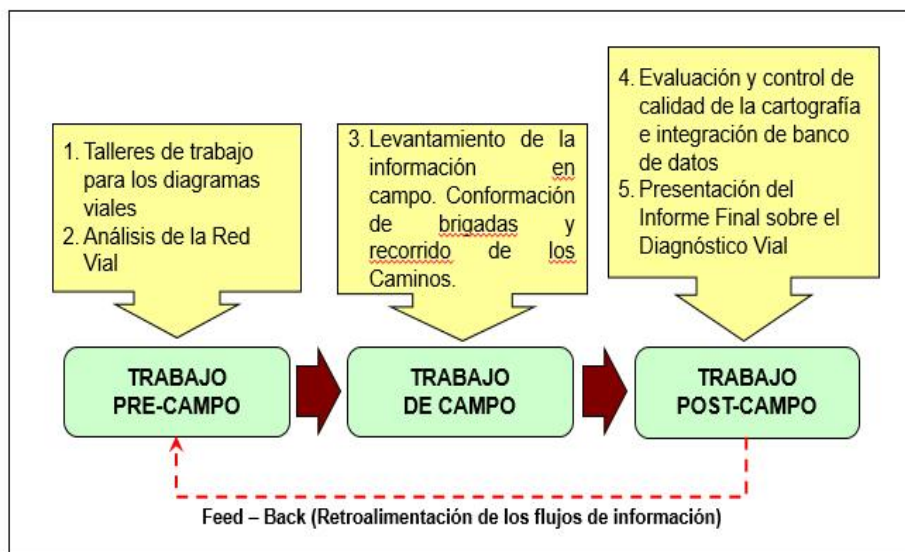 1. Talleres de trabajo
para los diagramas
viales
2. Análisis de la Red
Vial
3. Levantamiento de la
información en
campo. Conformación
de brigadas y
recorrido de los
Caminos.
4. Evaluación y control de
calidad de la cartografía
e integración de banco
de datos
5. Presentación del
Informe Final sobre el
Diagnóstico Vial
TRABAJO
PRE-CAMPO
TRABAJO
DE CAMPO
TRABAJO
POST-CAMPO
Feed – Back (Retroalimentación de los flujos de información)